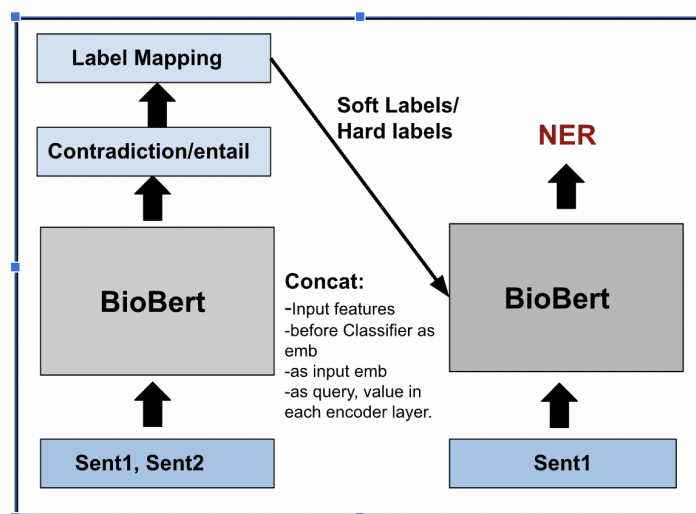 Label Mapping
Contradiction/entail
BioBert
Sent1, Sent2
Soft Labels/
Hard labels
Concat:
-Input features
-before Classifier as
emb
-as input emb
-as query, value in
each encoder layer.
NER
BioBert
Sent1